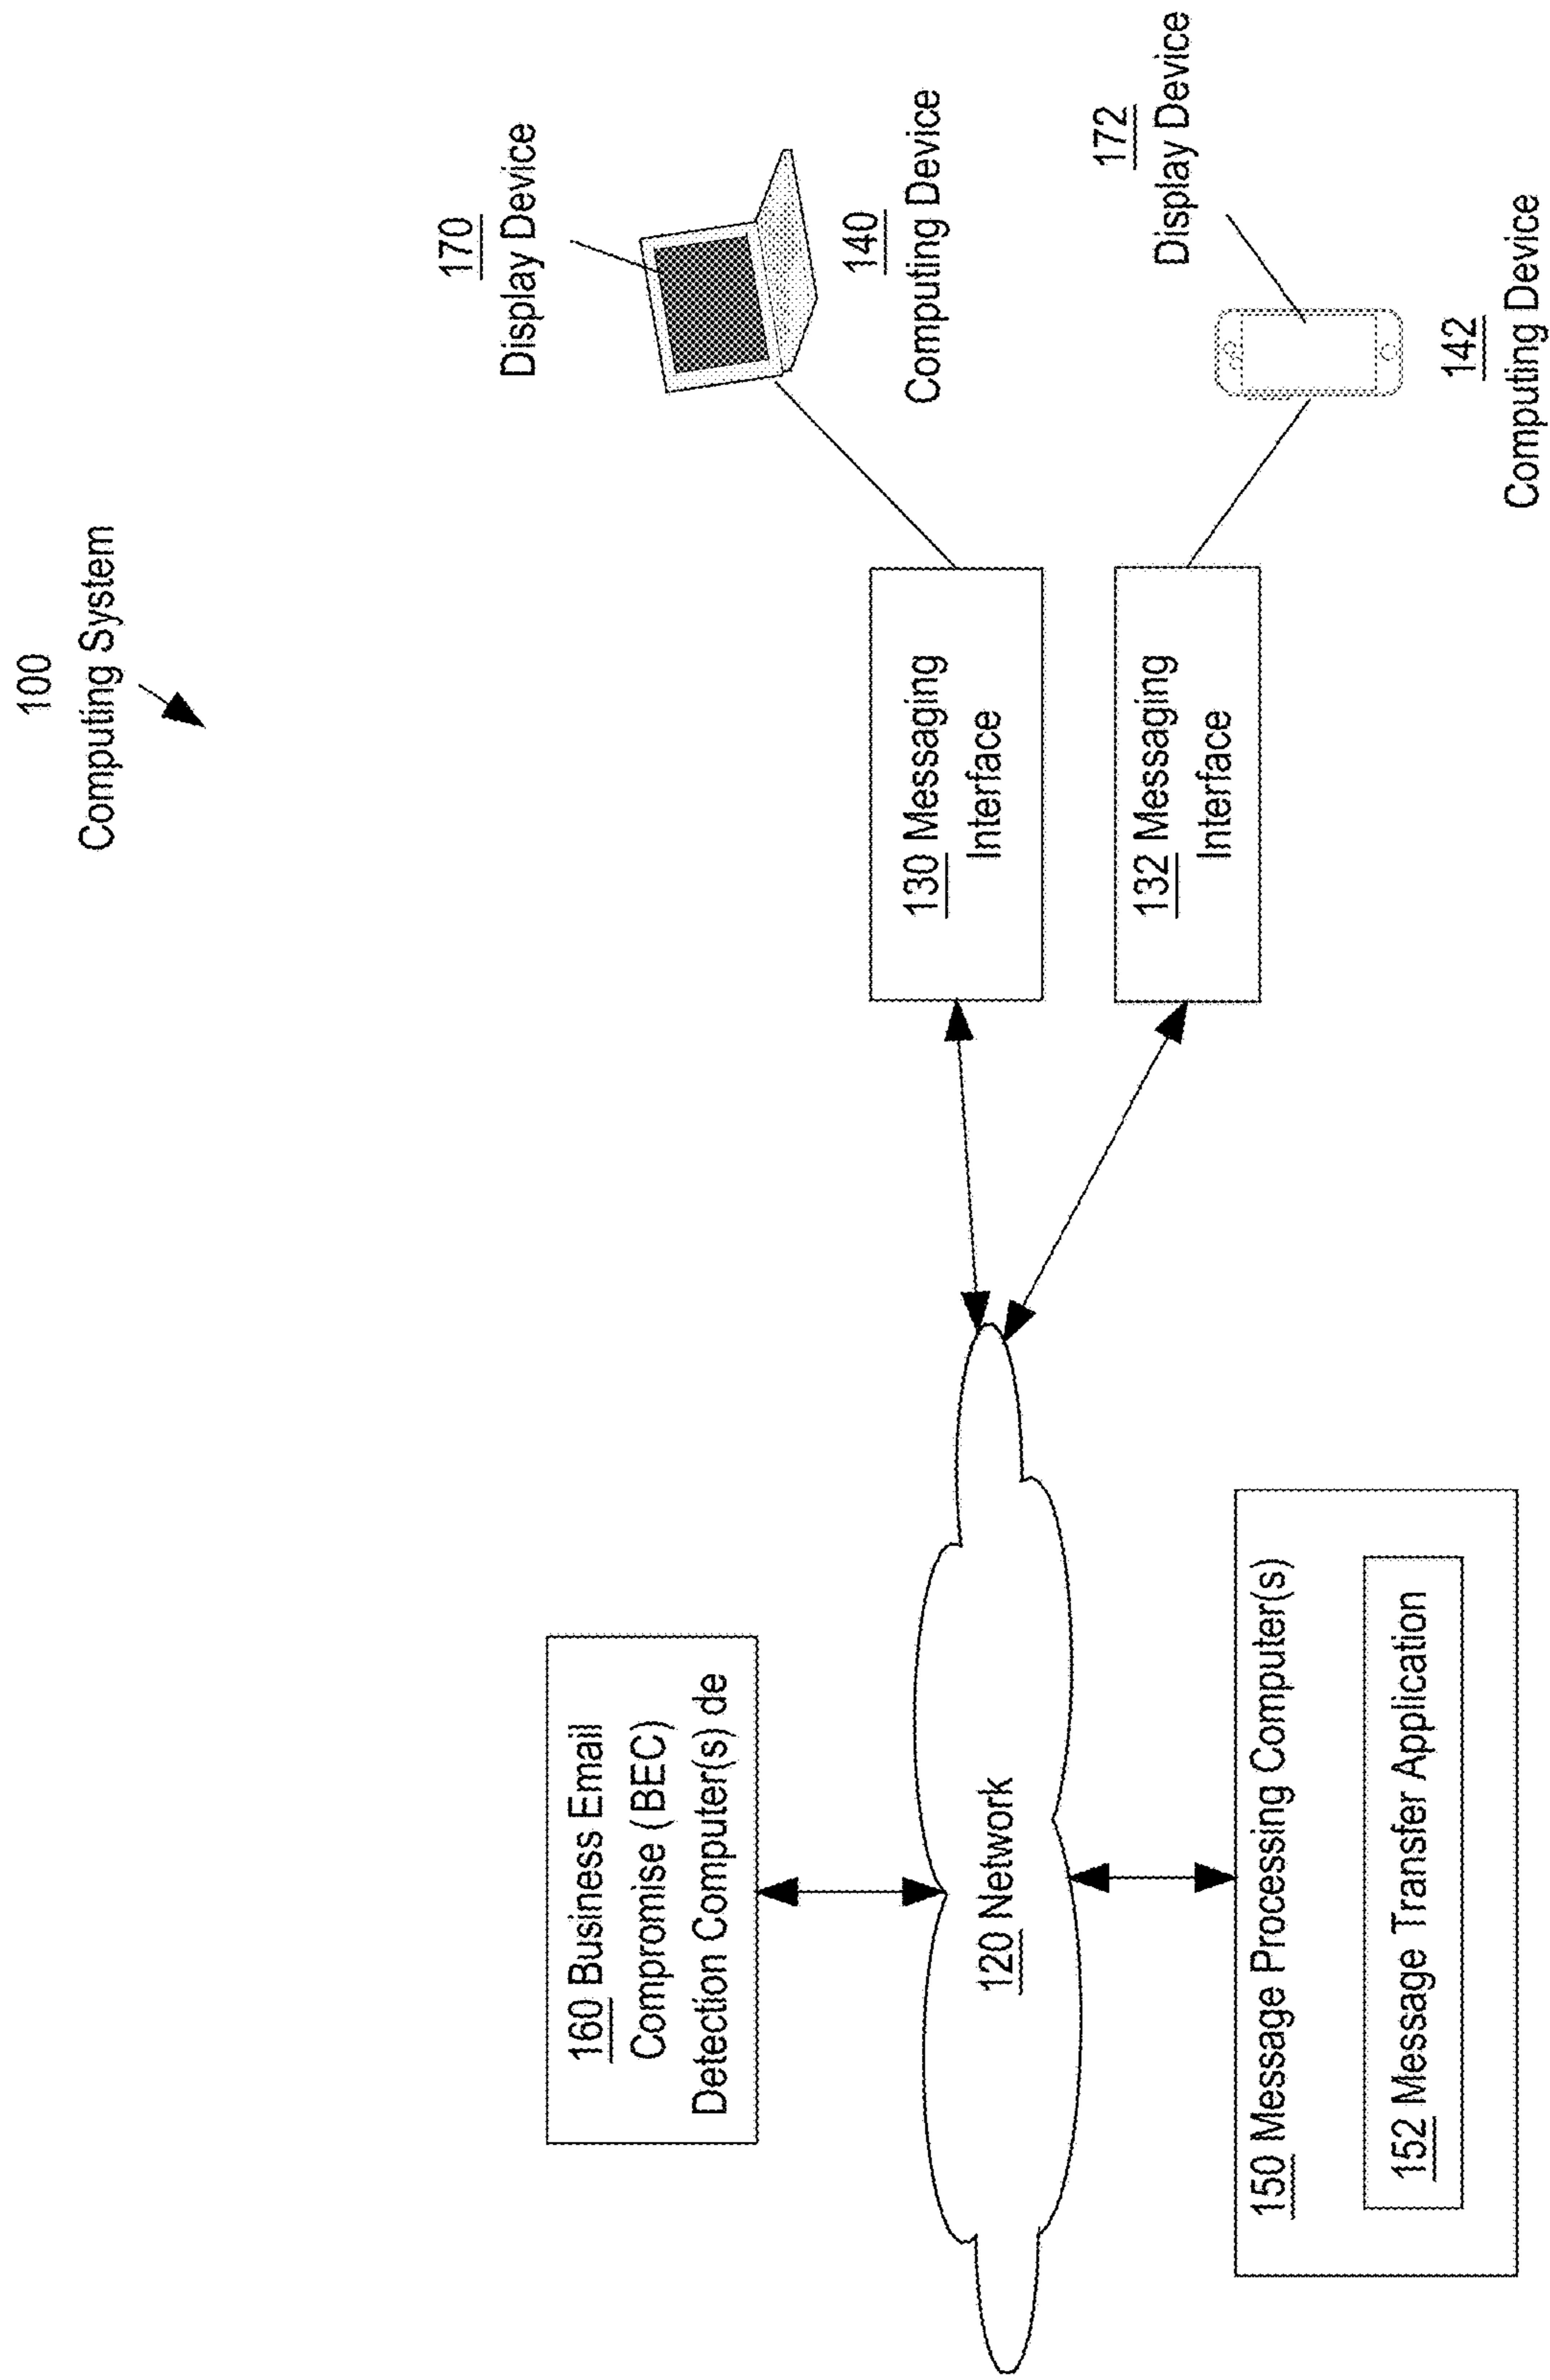 100
Computing System
170
Display Device
160 Business Email
Compromise (BEC)
Detection Computer(s) de
140
Computing Device
130 Messaging
Interface
120 Network
172
Display Device
132 Messaging
Interface
150 Message Processing Computer(s)
152 Message Transfer Application
142
Computing Device